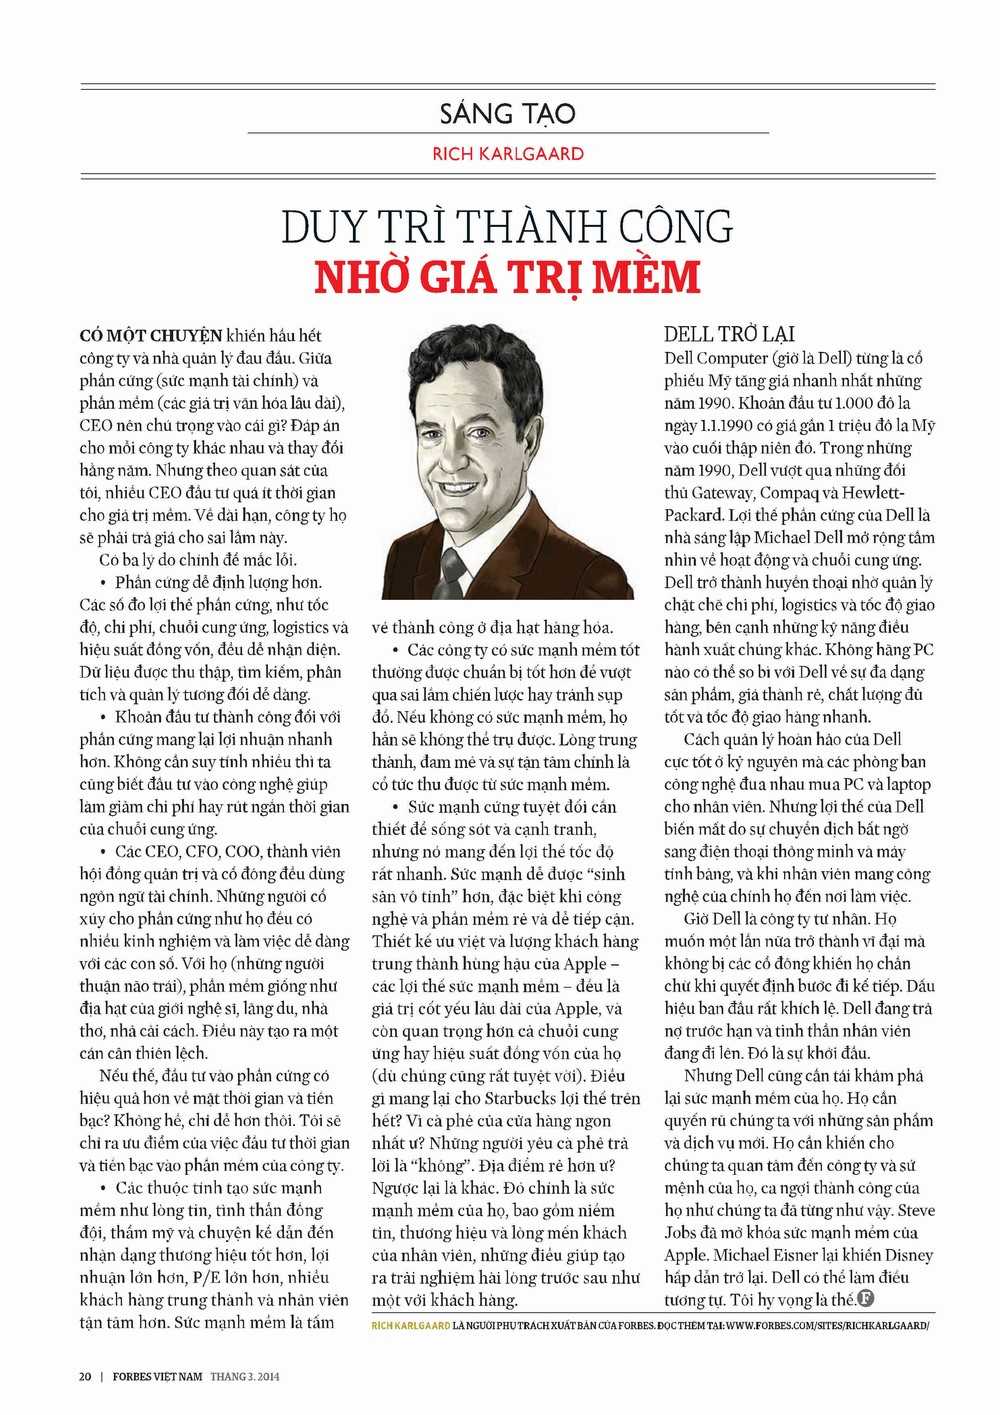 SÁNG TẠO
RICH KARLGAARD
DUY TRÌ THÀNH CÔNG
NHỜ GIÁ TRỊ MỀM
CÓ MỘT CHUYỆN khiến hầu hết
công ty và nhà quản lý đau đầu. Giữa
phần cứng (sức mạnh tài chính) và
phần mềm (các giá trị văn hóa lâu dài),
CEO nên chú trọng vào cái gì? Đáp án
cho mỗi công ty khác nhau và thay đổi
hằng năm. Nhưng theo quan sát của
tôi, nhiều CEO đầu tư quá ít thời gian
cho giá trị mềm. Về dài hạn, công ty họ
sẽ phải trả giá cho sai lầm này.
Có ba lý do chính để mắc lỗi.
• Phần cứng dễ định lượng hơn.
Các số đo lợi thế phần cứng, như tốc
độ, chi phí, chuỗi cung ứng, logistics và
hiệu suất đồng vốn, đều dễ nhận diện.
Dữ liệu được thu thập, tìm kiếm, phân
tích và quản lý tương đối dễ dàng.
• Khoản đầu tư thành công đối với
phần cứng mang lại lợi nhuận nhanh
hơn. Không cần suy tính nhiều thì ta
cũng biết đầu tư vào công nghệ giúp
làm giảm chi phí hay rút ngắn thời gian
của chuỗi cung ứng.
• Các CEO, CFO, COO, thành viên
hội đồng quản trị và cổ đông đều dùng
ngôn ngữ tài chính. Những người cổ
xúy cho phần cứng như họ đều có
nhiều kinh nghiệm và làm việc dễ dàng
với các con số. Với họ (những người
thuận não trái), phần mềm giống như
địa hạt của giới nghệ sĩ, lãng du, nhà
thơ, nhà cải cách. Điều này tạo ra một
cán cân thiên lệch.
Nếu thế, đầu tư vào phần cứng có
hiệu quả hơn về mặt thời gian và tiền
bạc? Không hề, chỉ dễ hơn thôi. Tôi sẽ
chỉ ra ưu điểm của việc đầu tư thời gian
và tiền bạc vào phần mềm của công ty.
• Các thuộc tính tạo sức mạnh
mềm như lòng tin, tinh thần đồng
đội, thẩm mỹ và chuyện kể dẫn đến
nhận dạng thương hiệu tốt hơn, lợi
nhuận lớn hơn, P/E lớn hơn, nhiều
khách hàng trung thành và nhân viên
tận tâm hơn. Sức mạnh mềm là tấm
vé thành công ở địa hạt hàng hóa.
• Các công ty có sức mạnh mềm tốt
thường được chuẩn bị tốt hơn để vượt
qua sai lầm chiến lược hay tránh sụp
đổ. Nếu không có sức mạnh mềm, họ
hẳn sẽ không thể trụ được. Lòng trung
thành, đam mê và sự tận tâm chính là
cổ tức thu được từ sức mạnh mềm.
• Sức mạnh cứng tuyệt đối cần
thiết để sống sót và cạnh tranh,
nhưng nó mang đến lợi thế tốc độ
rất nhanh. Sức mạnh dễ được “sinh
sản vô tính” hơn, đặc biệt khi công
nghệ và phần mềm rẻ và dễ tiếp cận.
Thiết kế ưu việt và lượng khách hàng
trung thành hùng hậu của Apple –
các lợi thế sức mạnh mềm – đều là
giá trị cốt yếu lâu dài của Apple, và
còn quan trọng hơn cả chuỗi cung
ứng hay hiệu suất đồng vốn của họ
(dù chúng cũng rất tuyệt vời). Điều
gì mang lại cho Starbucks lợi thế trên
hết? Vì cà phê của cửa hàng ngon
nhất ư? Những người yêu cà phê trả
lời là “không”. Địa điểm rẻ hơn ư?
Ngược lại là khác. Đó chính là sức
mạnh mềm của họ, bao gồm niềm
tin, thương hiệu và lòng mến khách
của nhân viên, những điều giúp tạo
ra trải nghiệm hài lòng trước sau như
một với khách hàng.
DELL TRỞ LẠI
Dell Computer (giờ là Dell) từng là cổ
phiếu Mỹ tăng giá nhanh nhất những
năm 1990. Khoản đầu tư 1.000 đô la
ngày 1.1.1990 có giá gần 1 triệu đô la Mỹ
vào cuối thập niên đó. Trong những
năm 1990, Dell vượt qua những đối
thủ Gateway, Compaq và Hewlett-
Packard. Lợi thế phần cứng của Dell là
nhà sáng lập Michael Dell mở rộng tầm
nhìn về hoạt động và chuỗi cung ứng.
Dell trở thành huyền thoại nhờ quản lý
chặt chẽ chi phí, logistics và tốc độ giao
hàng, bên cạnh những kỹ năng điều
hành xuất chúng khác. Không hãng PC
nào có thể so bì với Dell về sự đa dạng
sản phẩm, giá thành rẻ, chất lượng đủ
tốt và tốc độ giao hàng nhanh.
Cách quản lý hoàn hảo của Dell
cực tốt ở kỷ nguyên mà các phòng ban
công nghệ đua nhau mua PC và laptop
cho nhân viên. Nhưng lợi thế của Dell
biến mất do sự chuyển dịch bất ngờ
sang điện thoại thông minh và máy
tính bảng, và khi nhân viên mang công
nghệ của chính họ đến nơi làm việc.
Giờ Dell là công ty tư nhân. Họ
muốn một lần nữa trở thành vĩ đại mà
không bị các cổ đông khiến họ chần
chừ khi quyết định bước đi kế tiếp. Dấu
hiệu ban đầu rất khích lệ. Dell đang trả
nợ trước hạn và tinh thần nhân viên
đang đi lên. Đó là sự khởi đầu.
Nhưng Dell cũng cần tái khám phá
lại sức mạnh mềm của họ. Họ cần
quyến rũ chúng ta với những sản phẩm
và dịch vụ mới. Họ cần khiến cho
chúng ta quan tâm đến công ty và sứ
mệnh của họ, ca ngợi thành công của
họ như chúng ta đã từng như vậy. Steve
Jobs đã mở khóa sức mạnh mềm của
Apple. Michael Eisner lại khiến Disney
hấp dẫn trở lại. Dell có thể làm điều
tương tự. Tôi hy vọng là thế. F
RICH KARLGAARD LÀ NGƯỜI PHỤ TRÁCH XUẤT BẢN CỦA FORBES. ĐỌC THÊM TẠI: WWW.FORBES.COM/SITES/RICHKARLGAARD/
20 | FORBES VIỆT NAM THÁNG 3. 2014